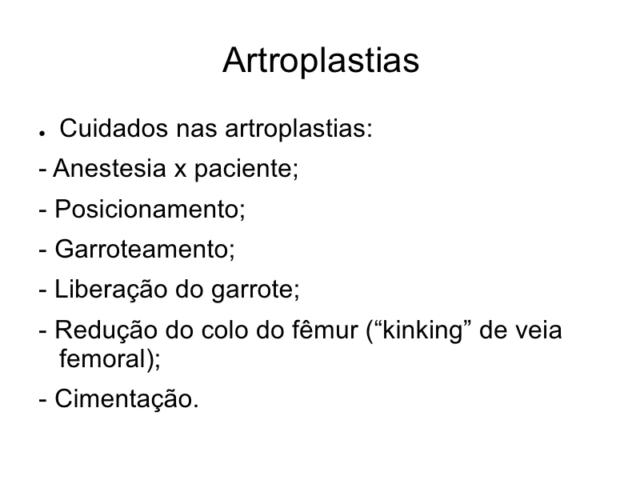 Artroplastias
● Cuidados nas artroplastias:
- Anestesia x paciente;
- Posicionamento;
- Garroteamento;
- Liberação do garrote;
- Redução do colo do fêmur (“kinking” de veia
femoral);
- Cimentação.